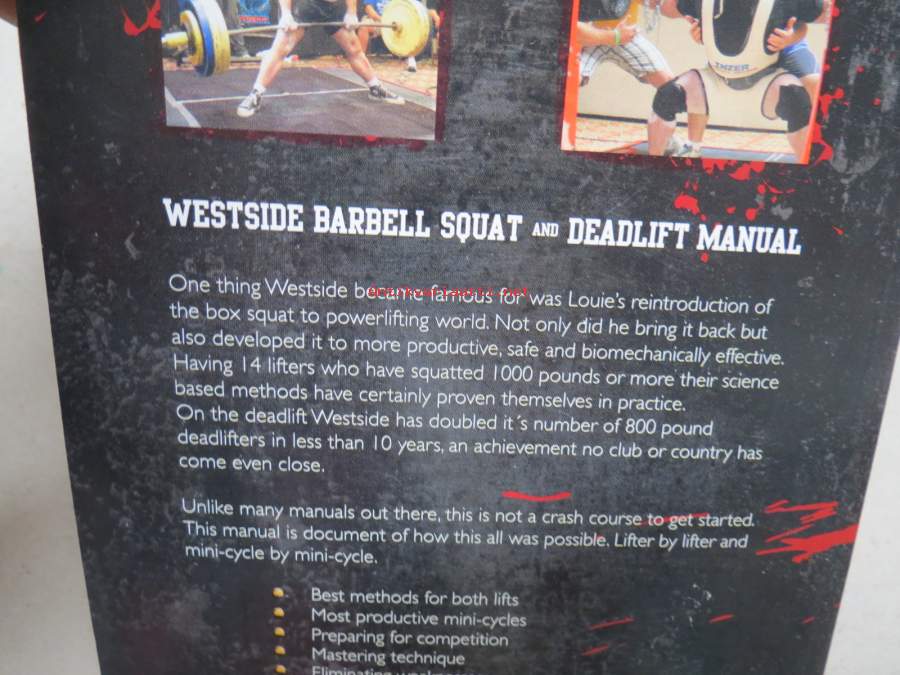 INZER
WESTSIDE BARBELL SQUAT AND DEADLIFT MANUAL
One thing Westside became famous for was Louie's reintroduction of
the box squat to powerlifting world. Not only did he bring it back but
also developed it to more productive, safe and biomechanically effective.
Having 14 lifters who have squatted 1000 pounds or more their science
based methods have certainly proven themselves in practice.
On the deadlift Westside has doubled it´s number of 800 pound
deadlifters in less than 10 years, an achievement no club or country has
come even close.
Unlike many manuals out there, this is not a crash course to get started.
This manual is document of how this all was possible. Lifter by lifter and
mini-cycle by mini-cycle.
Best methods for both lifts
Most productive mini-cycles
Preparing for competition
Mastering technique
Eliminating